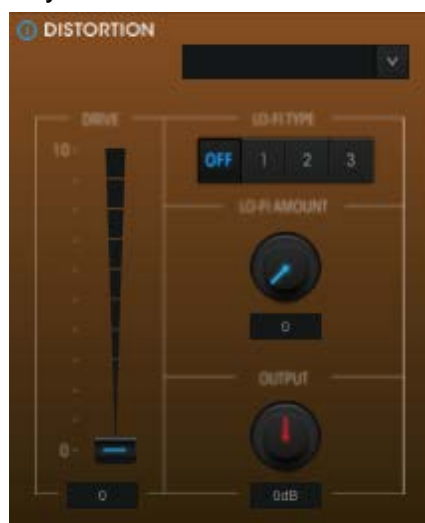 DISTORTION
DRIVE
LO-FI TYPE
10
OFF 1 2 3
LO-FI AMOUNT
0
OUTPUT
0
0 0dB